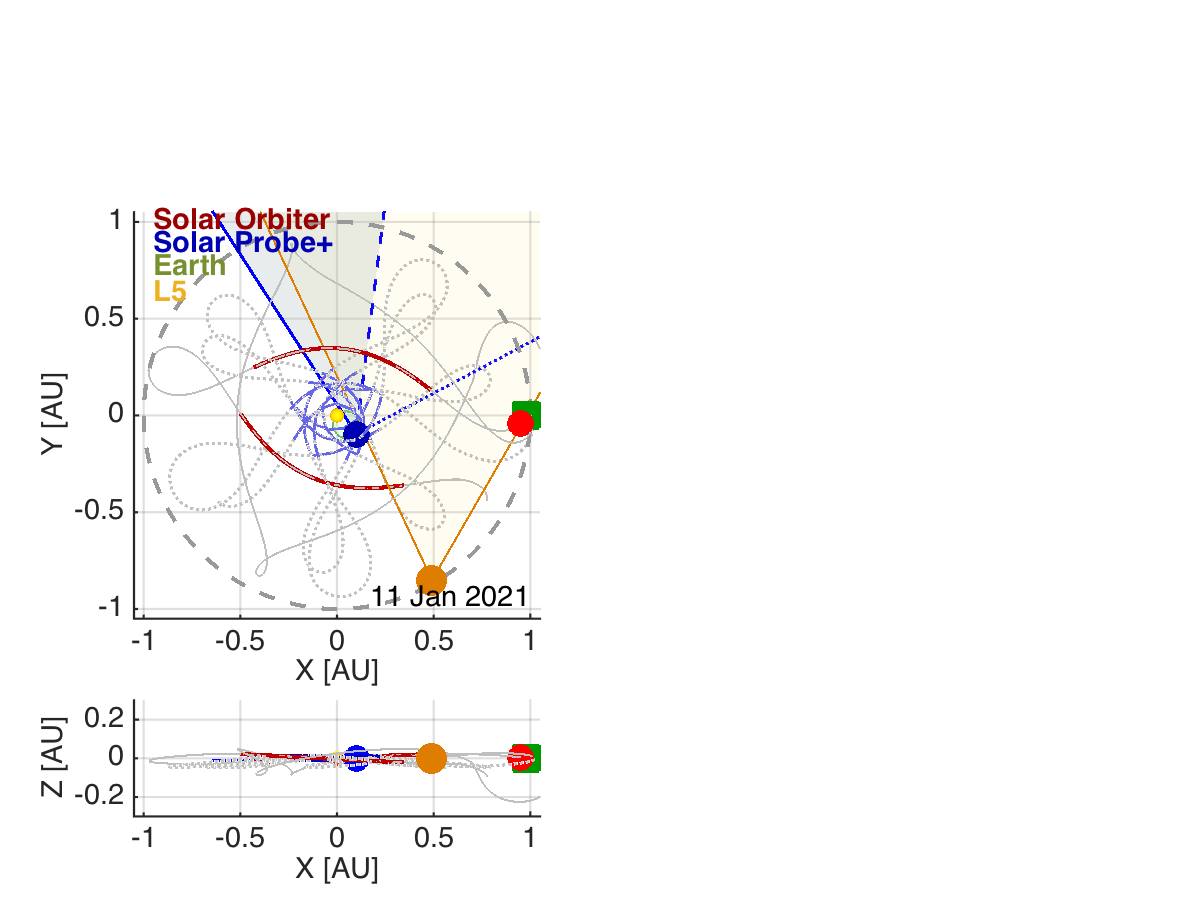 Solar Orbiter
Solar Probe+
Earth
L5
1
0.5
0
-0.5
-1
Y [AU]
11 Jan 2021
-1 -0.5 0 0.5 1
X [AU]
0.2
0
-0.2
Z [AU]
-1 -0.5 0 0.5 1
X [AU]